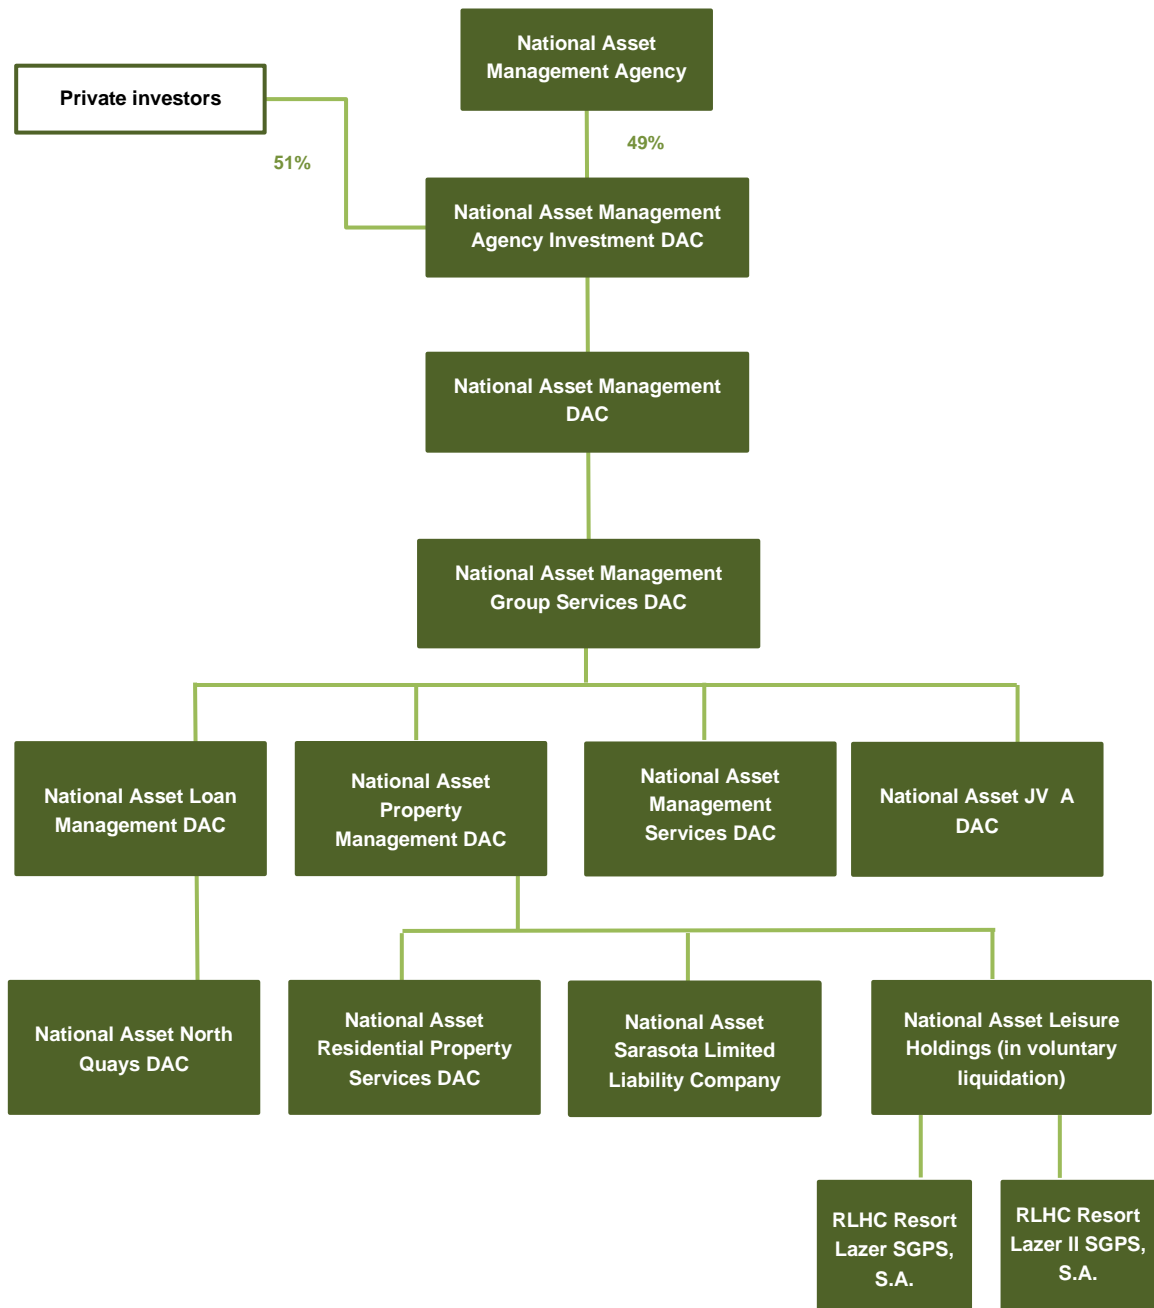 National Asset
Management Agency
Private investors
49%
51%
National Asset Management
Agency Investment DAC
National Asset Management
DAC
National Asset Management
Group Services DAC
National Asset Loan
Management DAC
National Asset
Property
Management DAC
National Asset
Management
Services DAC
National Asset JV  A
DAC
National Asset North
Quays DAC
National Asset
Residential Property
Services DAC
National Asset
Sarasota Limited
Liability Company
National Asset Leisure
Holdings (in voluntary
liquidation)
RLHC Resort
Lazer SGPS,
S.A.
RLHC Resort
Lazer II SGPS,
S.A.